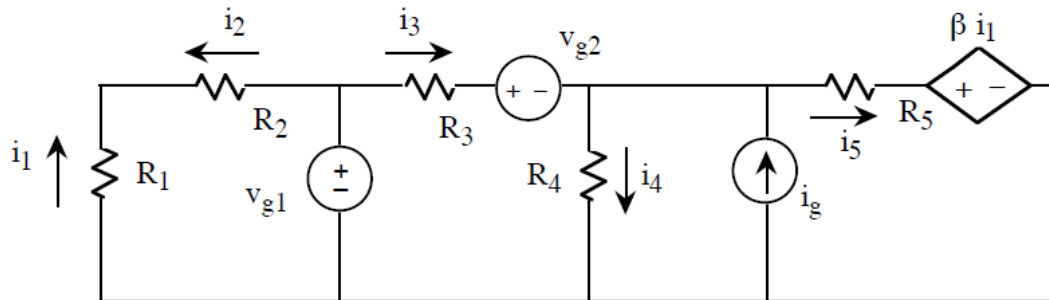 i2
i3
vg2
β i1
R2
R3
R5
i5
i1
R1
vg1
+
−
R4
i4
ig
+ −
+ −